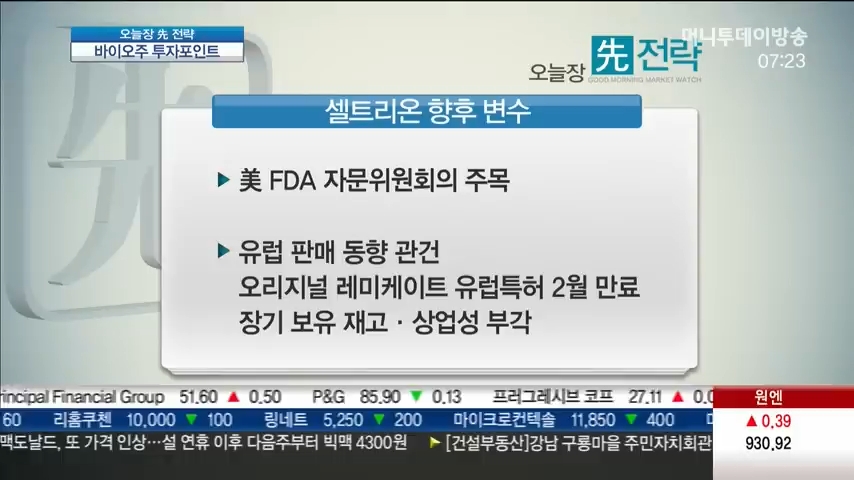 오늘장 先 전략
바이오주 투자포인트
머니투데이방송
07:23
오늘장 先 전략
GOOD MORNING MARKET WATCH
셀트리온 향후 변수
▶ 美 FDA 자문위원회의 주목
▶ 유럽 판매 동향 관건
오리지널 레미케이트 유럽특허 2월 만료
장기 보유 재고 · 상업성 부각
rincipal Financial Group 51.60 ▲ 0.50 P&G 85.90 ▼ 0.13 프러그레시브 코프 27.11 ▲ 0.0
60 리홈쿠첸 10,000 ▼ 100 링네트 5,250 ▼ 200 마이크로컨텍솔 11,850 ▼ 400
맥도날드, 또 가격 인상…설 연휴 이후 다음주부터 빅맥 4300원 ▶ [건설부동산]강남 구룡마을 주민자치회관
원엔
▲ 0.39
930.92